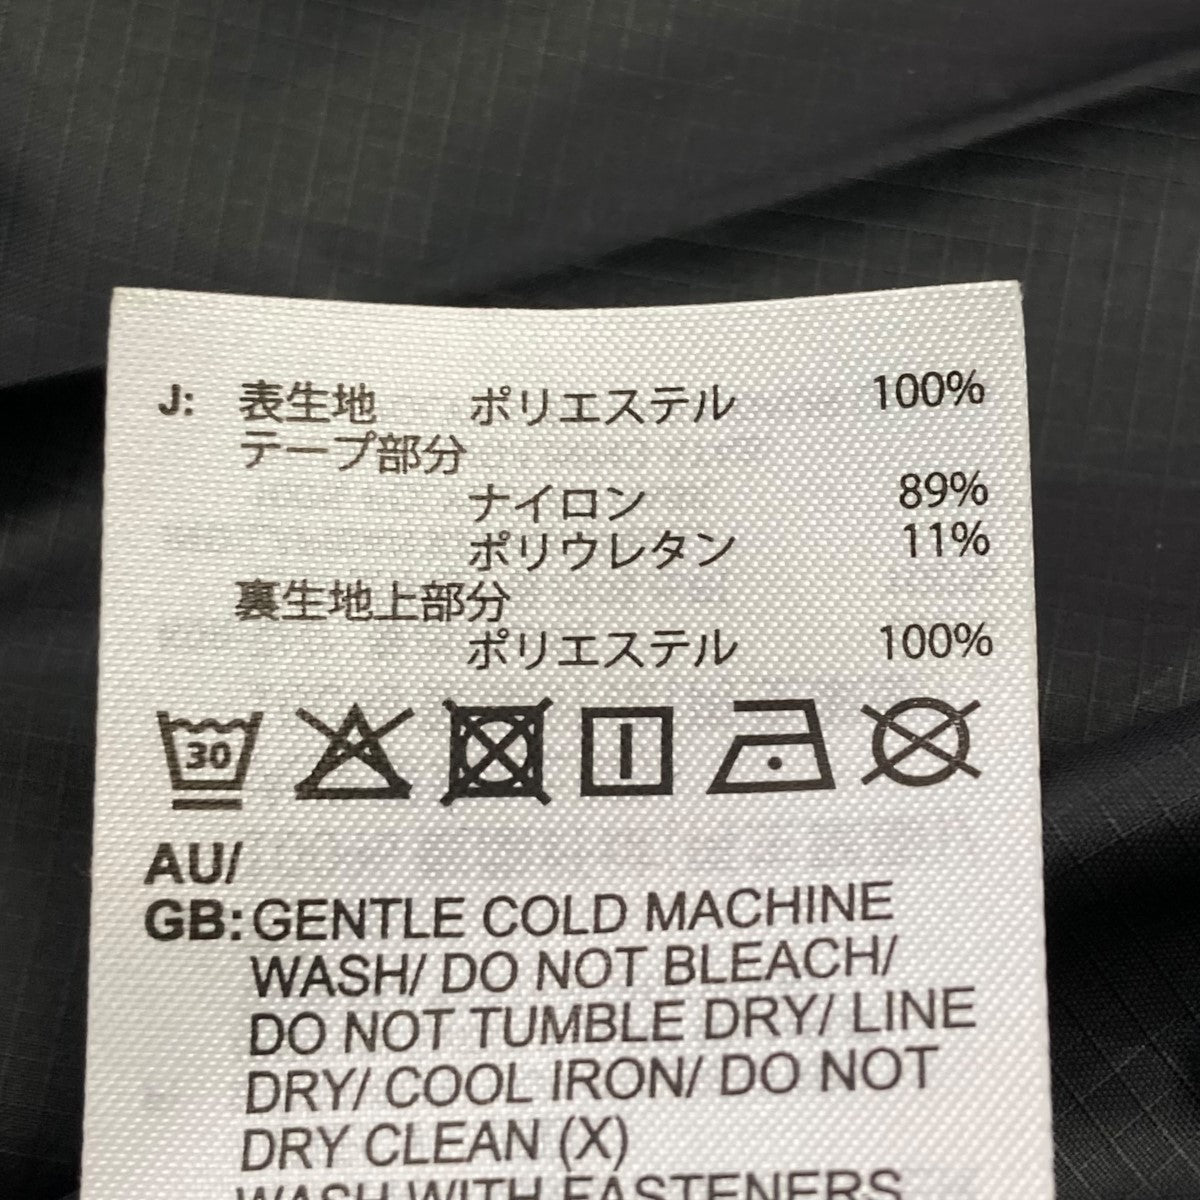 J: 表生地 ポリエステル 100%
テープ部分
ナイロン 89%
ポリウレタン 11%
裏生地上部分
ポリエステル 100%
30
AU/
GB: GENTLE COLD MACHINE
WASH/ DO NOT BLEACH/
DO NOT TUMBLE DRY/ LINE
DRY/ COOL IRON/ DO NOT
DRY CLEAN (X)
WASH WITH FASTENERS